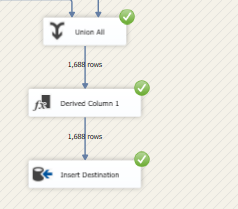 Union All
1,688 rows
Derived Column 1
1,688 rows
Insert Destination